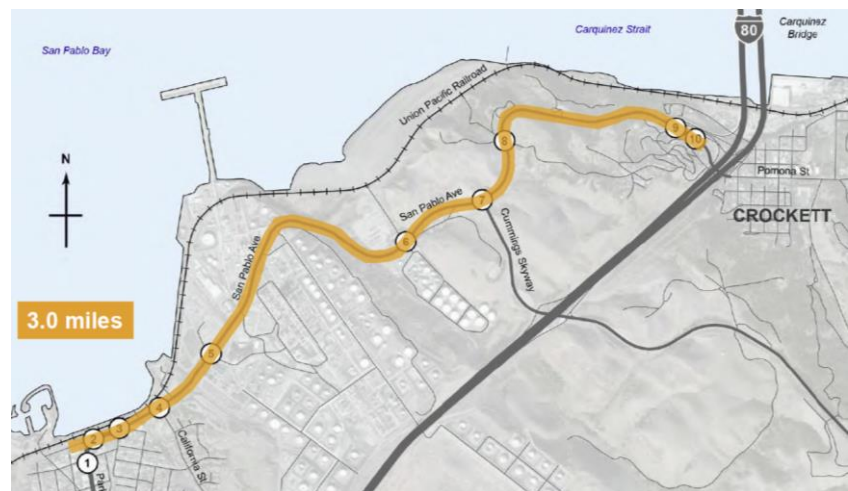 San Pablo Bay
Carquinez Strait
80
Carquinez
Bridge
Union Pacific Railroad
N
9
10
8
Pomona St
San Pablo Ave
7
CROCKETT
6
Cummings Skyway
San Pablo Ave
3.0 miles
5
4
3
2
California St
1